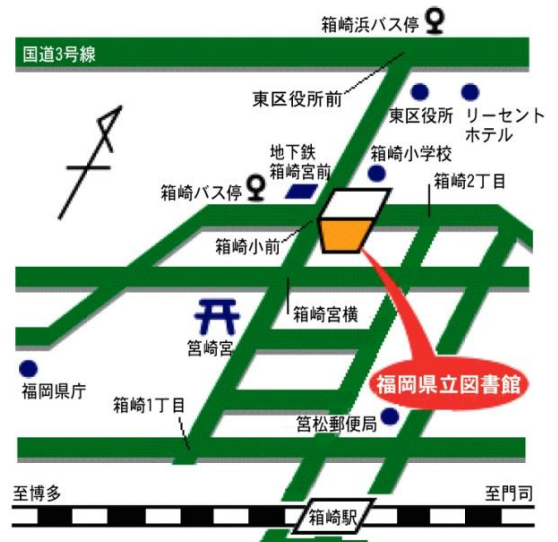 箱崎浜バス停
国道3号線
東区役所前
東区役所
リーセント
ホテル
地下鉄
箱崎宮前
箱崎小学校
箱崎バス停
箱崎2丁目
箱崎小前
箱崎宮横
筥崎宮
福岡県庁
福岡県立図書館
箱崎1丁目
筥松郵便局
至博多
至門司
箱崎駅